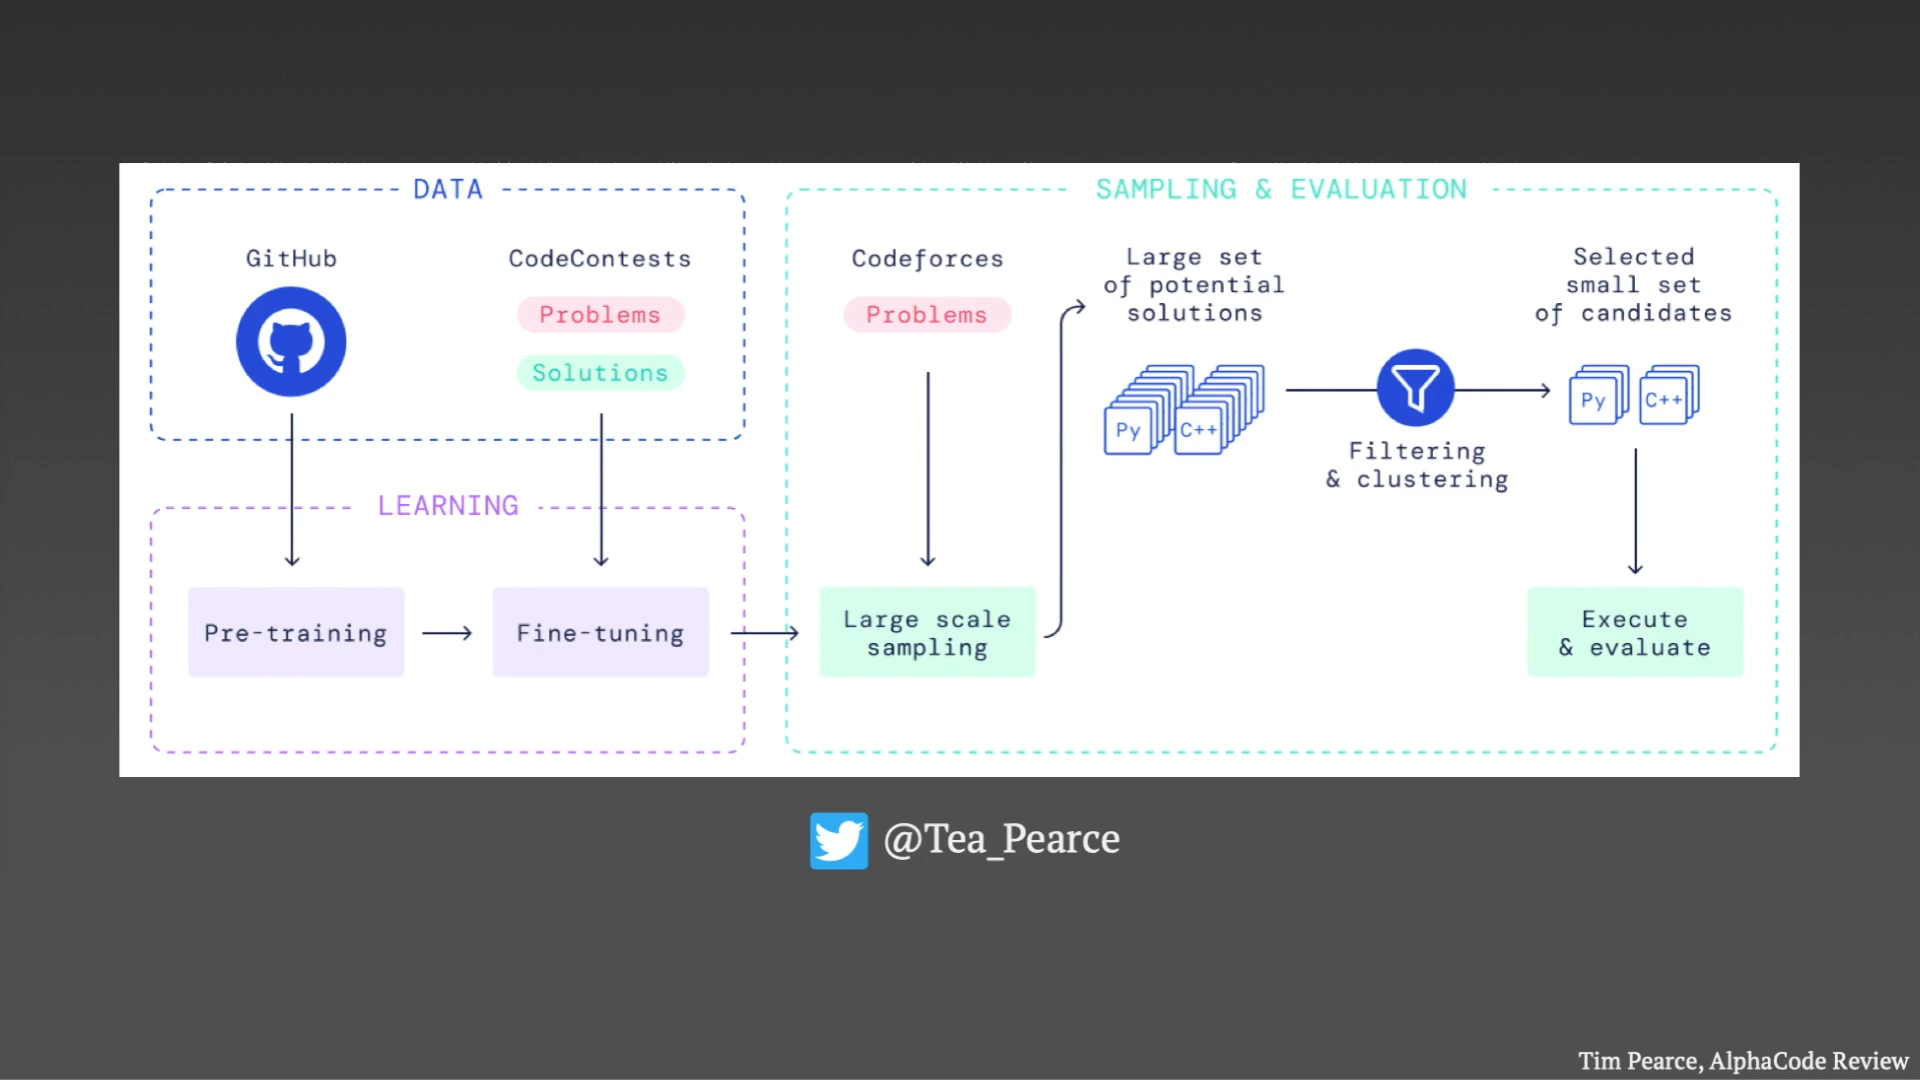 DATA
GitHub
CodeContests
Problems
Solutions
LEARNING
Pre-training
Fine-tuning
SAMPLING & EVALUATION
Codeforces
Problems
Large scale
sampling
Large set
of potential
solutions
Py
C++
Filtering
& clustering
Selected
small set
of candidates
Py
C++
Execute
& evaluate
@Tea_Pearce
Tim Pearce, AlphaCode Review